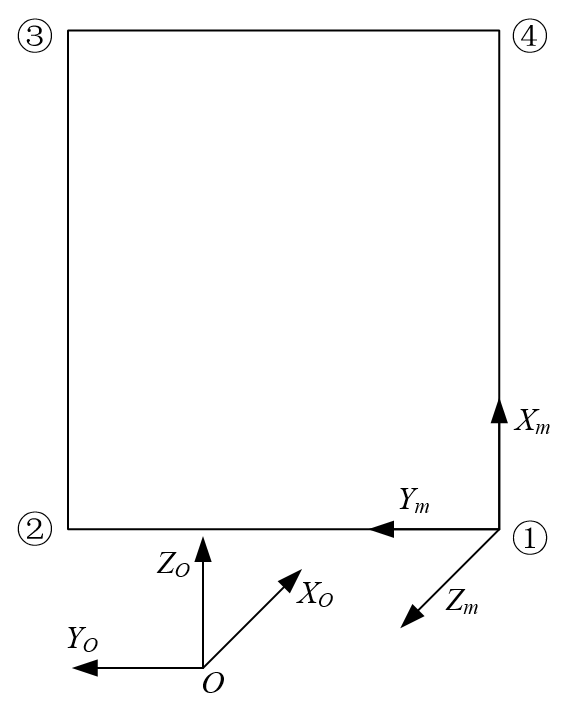 ③ ④
X_m
Y_m
② ①
Z_O
X_O Z_m
Y_O
O